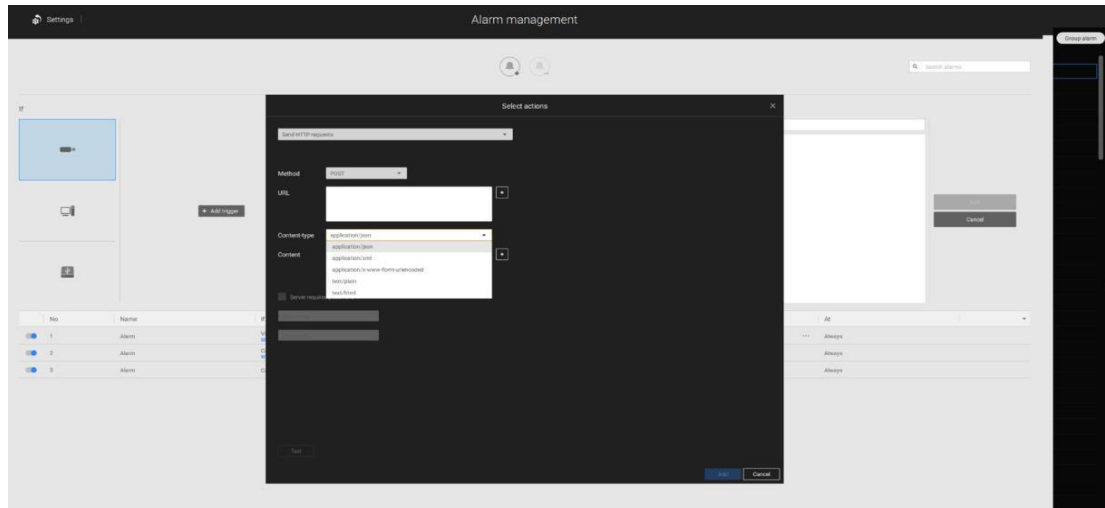 Settings
Alarm management
Group alarm
Search alarms
If
Select actions
Send HTTP requests
Method
POST
URL
Content-type
application/json
application/json
Content
application/xml
application/x-www-form-urlencoded
text/plain
text/html
Add trigger
Cancel
No
Name
If
At
1
Alarm
Always
2
Alarm
Always
3
Alarm
Always
Test
Add
Cancel